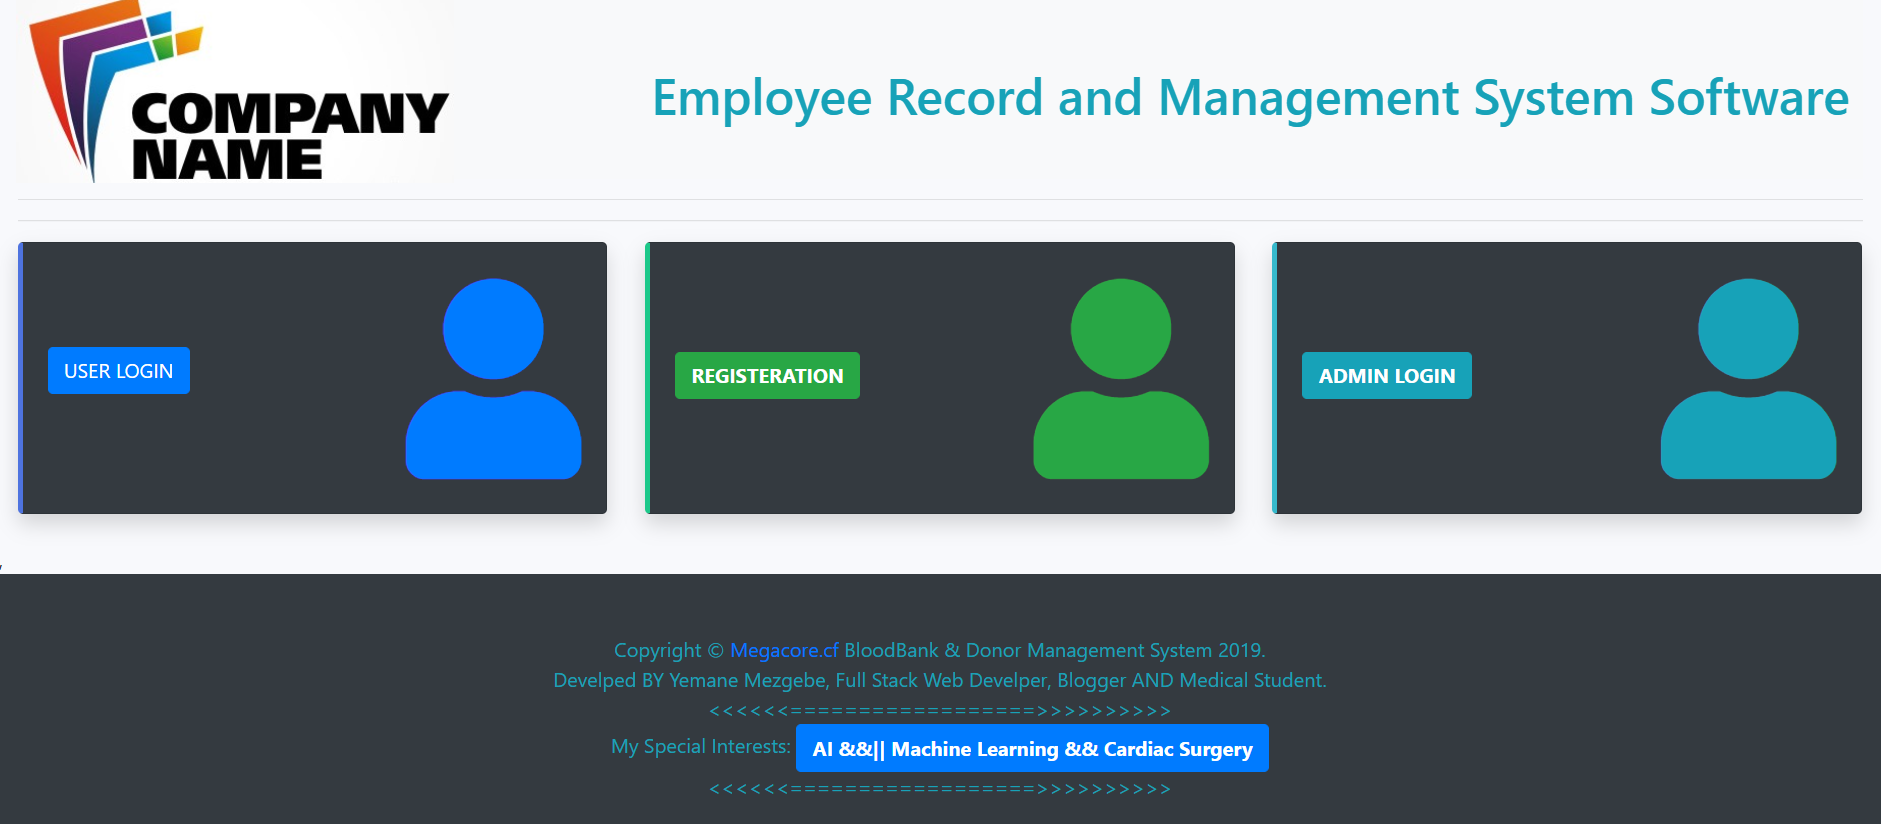 COMPANY
NAME
Employee Record and Management System Software
USER LOGIN
REGISTERATION
ADMIN LOGIN
Copyright © Megacore.cf BloodBank & Donor Management System 2019.
Develped BY Yemane Mezgebe, Full Stack Web Develper, Blogger AND Medical Student.
<<<<<<==================>>>>>>>>>>
My Special Interests: AI &&|| Machine Learning && Cardiac Surgery
<<<<<<==================>>>>>>>>>>